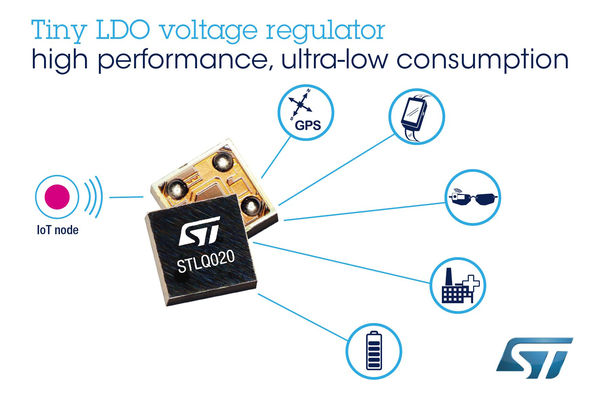 Tiny LDO voltage regulator
high performance, ultra-low consumption
GPS
IoT node
ST
STLQ020
ST